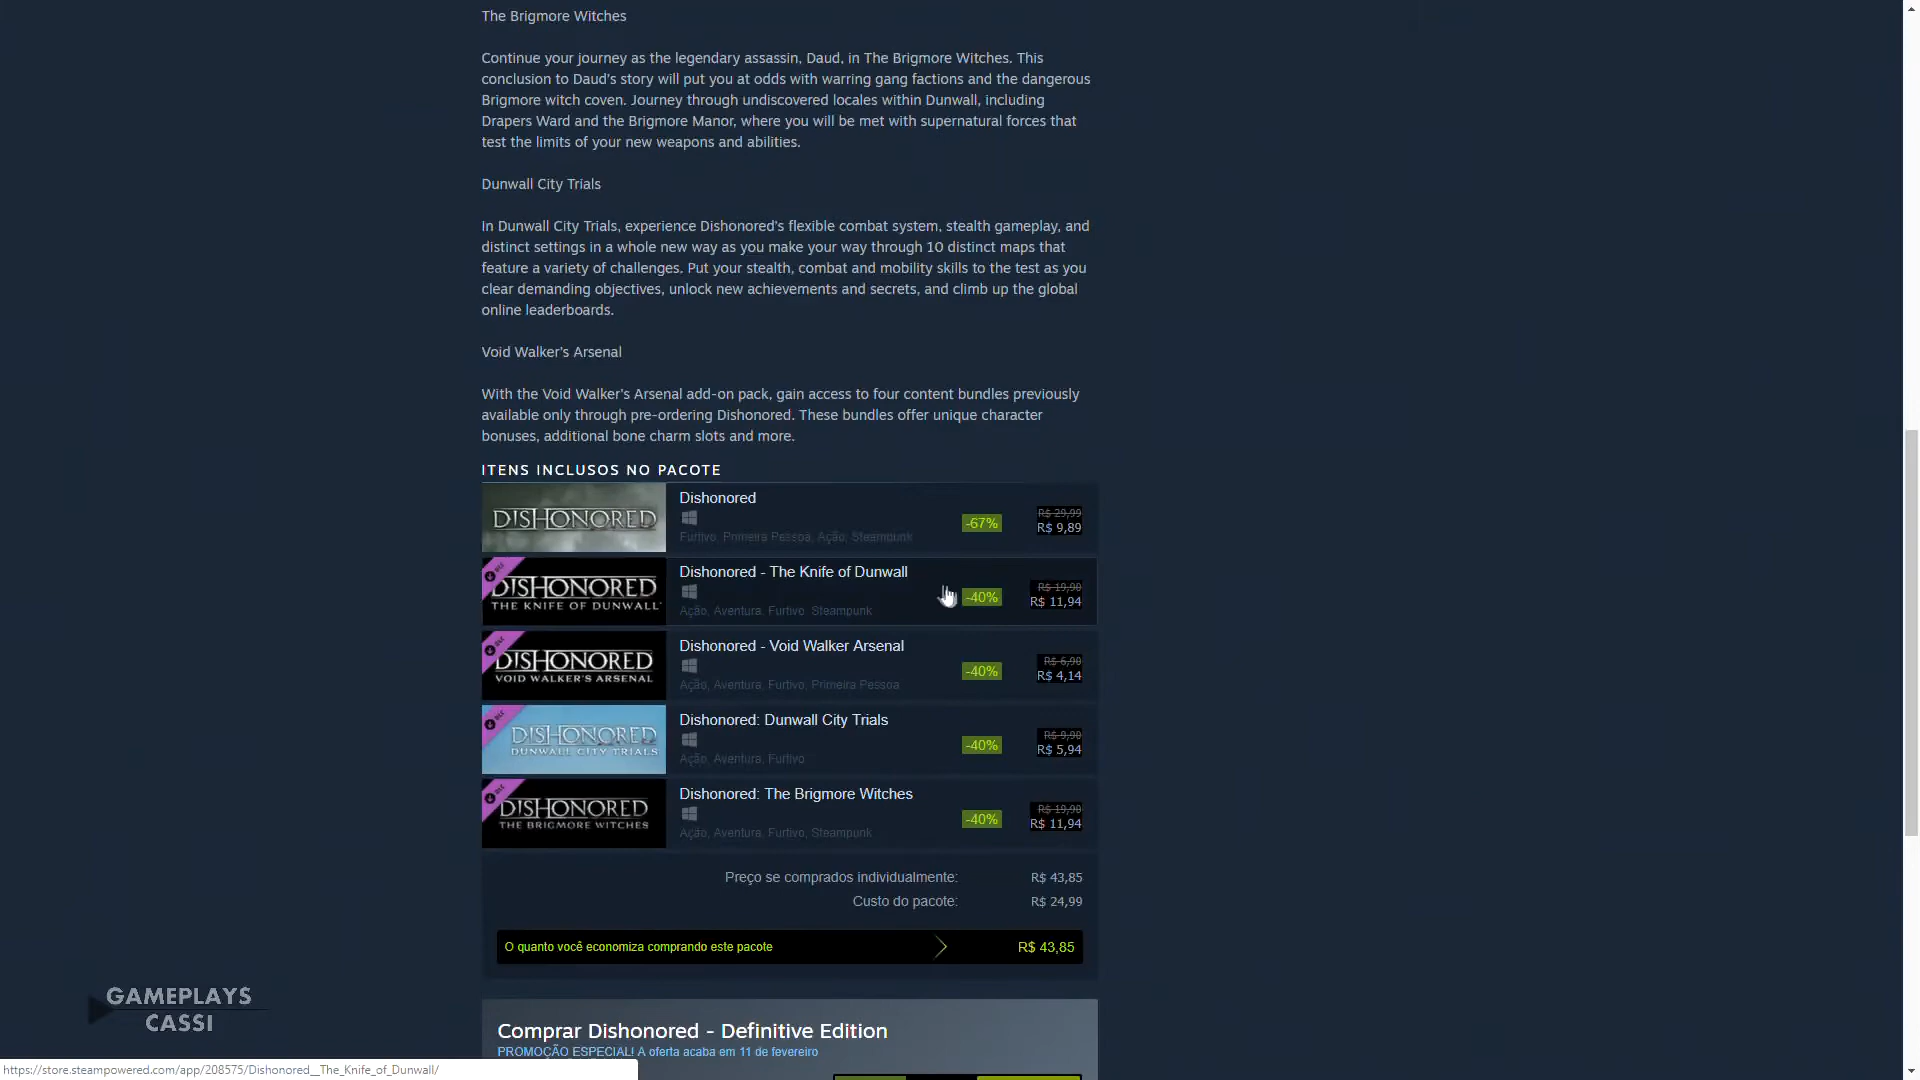 The Brigmore Witches
Continue your journey as the legendary assassin, Daud, in The Brigmore Witches. This
conclusion to Daud's story will put you at odds with warring gang factions and the dangerous
Brigmore witch coven. Journey through undiscovered locales within Dunwall, including
Drapers Ward and the Brigmore Manor, where you will be met with supernatural forces that
test the limits of your new weapons and abilities.
Dunwall City Trials
In Dunwall City Trials, experience Dishonored's flexible combat system, stealth gameplay, and
distinct settings in a whole new way as you make your way through 10 distinct maps that
feature a variety of challenges. Put your stealth, combat and mobility skills to the test as you
clear demanding objectives, unlock new achievements and secrets, and climb up the global
online leaderboards.
Void Walker's Arsenal
With the Void Walker's Arsenal add-on pack, gain access to four content bundles previously
available only through pre-ordering Dishonored. These bundles offer unique character
bonuses, additional bone charm slots and more.
ITENS INCLUSOS NO PACOTE
DISHONORED
Dishonored
Furtivo, Primeira Pessoa, Ação, Steampunk
-67%
R$ 29,99
R$ 9,89
DLC
DISHONORED
THE KNIFE OF DUNWALL
Dishonored - The Knife of Dunwall
Ação, Aventura, Furtivo, Steampunk
-40%
R$ 19,90
R$ 11,94
DLC
DISHONORED
VOID WALKER'S ARSENAL
Dishonored - Void Walker Arsenal
Ação, Aventura, Furtivo, Primeira Pessoa
-40%
R$ 6,90
R$ 4,14
DLC
DISHONORED
DUNWALL CITY TRIALS
Dishonored: Dunwall City Trials
Ação, Aventura, Furtivo
-40%
R$ 9,90
R$ 5,94
DLC
DISHONORED
THE BRIGMORE WITCHES
Dishonored: The Brigmore Witches
Ação, Aventura, Furtivo, Steampunk
-40%
R$ 19,90
R$ 11,94
Preço se comprados individualmente: R$ 43,85
Custo do pacote: R$ 24,99
O quanto você economiza comprando este pacote R$ 43,85
GAMEPLAYS
CASSI
Comprar Dishonored - Definitive Edition
PROMOÇÃO ESPECIAL! A oferta acaba em 11 de fevereiro
https://store.steampowered.com/app/208575/Dishonored__The_Knife_of_Dunwall/